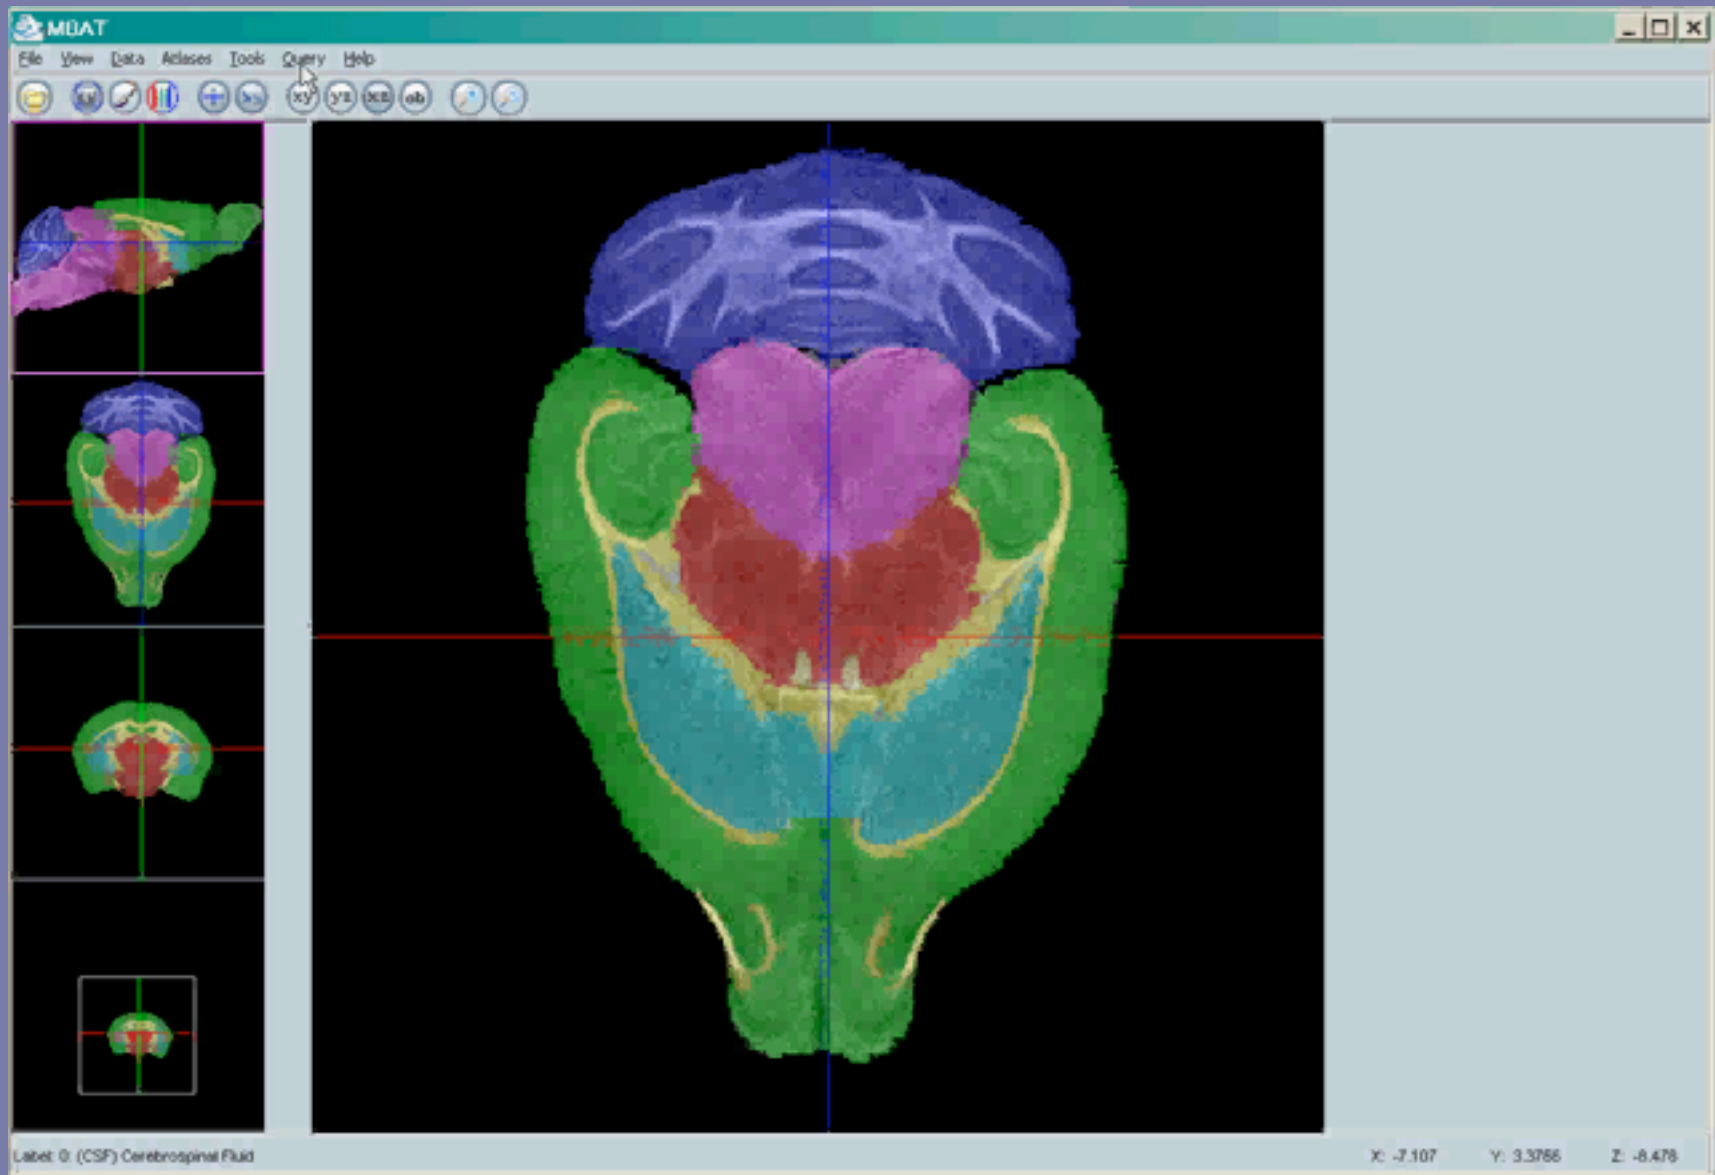 MBAT
File View Data Atlases Tools Query Help
xy yz xz ob
Label: 0: (CSF) Cerebrospinal Fluid X: -7.107 Y: 3.3766 Z: -8.478